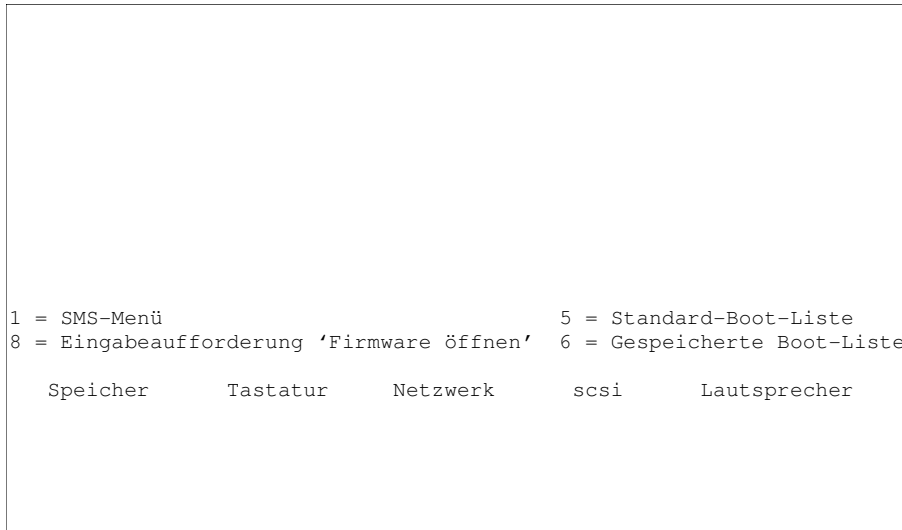 1 = SMS-Menü 5 = Standard-Boot-Liste
8 = Eingabeaufforderung ‘Firmware öffnen’ 6 = Gespeicherte Boot-Liste
Speicher Tastatur Netzwerk scsi Lautsprecher